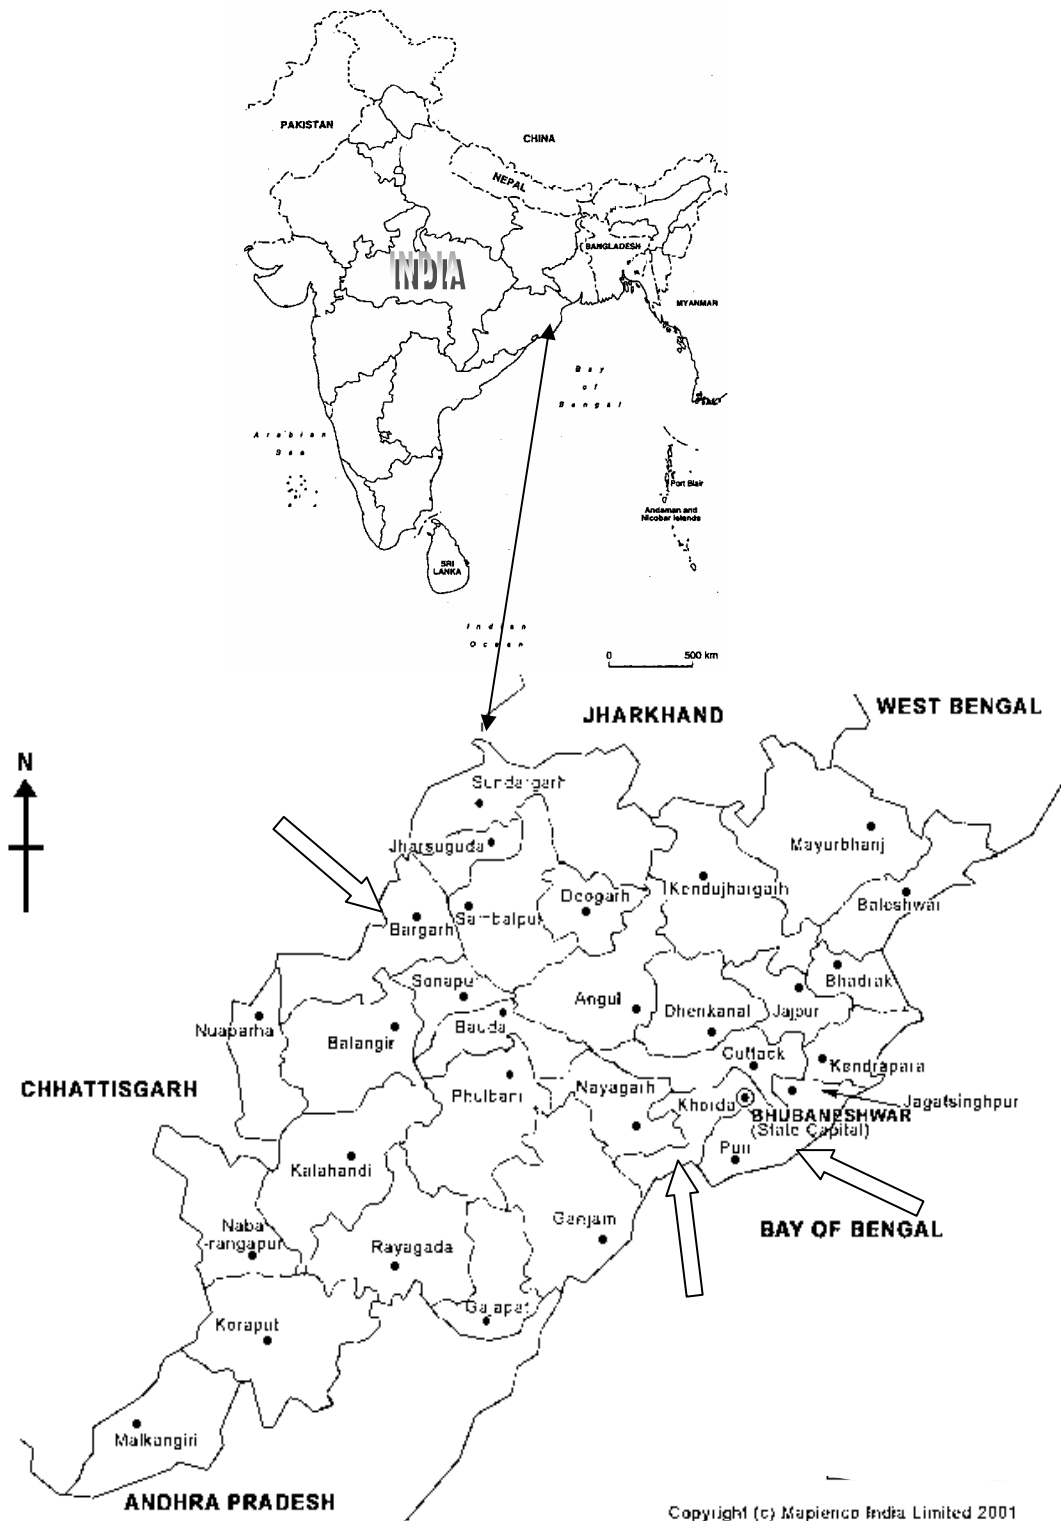 PAKISTAN
CHINA
NEPAL
BANGLADESH
INDIA
MYANMAR
Bay
of
Bengal
Arabian
Sea
Port Blair
Andaman and
Nicobar Islands
SRI
LANKA
Indian
Ocean
0 500 km
JHARKHAND
WEST BENGAL
N
Sundargarh
Jharsuguda
Mayurbhanj
Deogarh
Kendujhargarh
Baleshwar
Bargarh
Sambalpur
Sonapur
Bhadrak
Angul
Dhenkanal
Jajpur
Nuaparha
Balangir
Bauda
Cuttack
Kendrapara
CHHATTISGARH
Phulbani
Nayagarh
Khorda
Jagatsinghpur
BHUBANESHWAR
(State Capital)
Puri
Kalahandi
Ganjam
BAY OF BENGAL
Naba
-rangapur
Rayagada
Gajapati
Koraput
Malkangiri
ANDHRA PRADESH
Copyright (c) Mapienco India Limited 2001